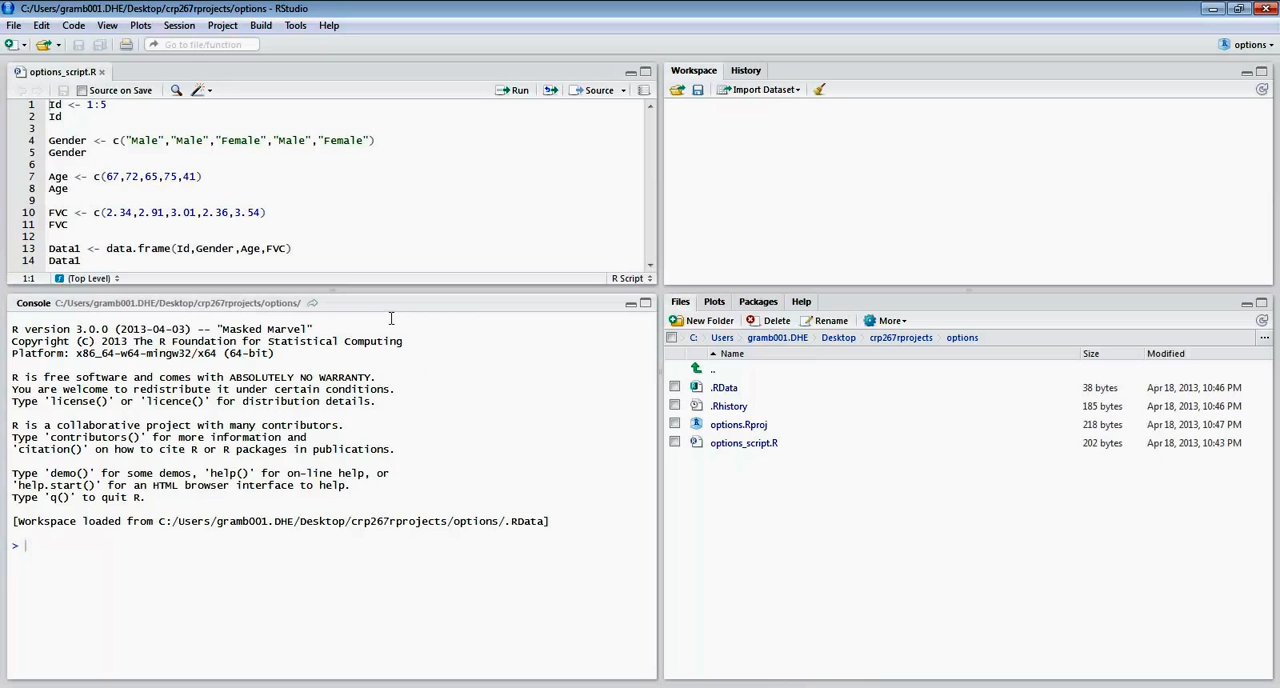 C:/Users/gramb001.DHE/Desktop/crp267rprojects/options - RStudio
File Edit Code View Plots Session Project Build Tools Help
Go to file/function
options
options_script.R
Source on Save
Run
Source
1 Id <- 1:5
2 Id
3
4 Gender <- c("Male","Male","Female","Male","Female")
5 Gender
6
7 Age <- c(67,72,65,75,41)
8 Age
9
10 FVC <- c(2.34,2.91,3.01,2.36,3.54)
11 FVC
12
13 Data1 <- data.frame(Id,Gender,Age,FVC)
14 Data1
1:1 (Top Level) R Script
Console C:/Users/gramb001.DHE/Desktop/crp267rprojects/options/
R version 3.0.0 (2013-04-03) -- "Masked Marvel"
Copyright (C) 2013 The R Foundation for Statistical Computing
Platform: x86_64-w64-mingw32/x64 (64-bit)
R is free software and comes with ABSOLUTELY NO WARRANTY.
You are welcome to redistribute it under certain conditions.
Type 'license()' or 'licence()' for distribution details.
R is a collaborative project with many contributors.
Type 'contributors()' for more information and
'citation()' on how to cite R or R packages in publications.
Type 'demo()' for some demos, 'help()' for on-line help, or
'help.start()' for an HTML browser interface to help.
Type 'q()' to quit R.
[Workspace loaded from C:/Users/gramb001.DHE/Desktop/crp267rprojects/options/.RData]
>
Workspace History
Import Dataset
Files Plots Packages Help
New Folder Delete Rename More
C: Users gramb001.DHE Desktop crp267rprojects options ...
Name Size Modified
..
.RData 38 bytes Apr 18, 2013, 10:46 PM
.Rhistory 185 bytes Apr 18, 2013, 10:46 PM
options.Rproj 218 bytes Apr 18, 2013, 10:47 PM
options_script.R 202 bytes Apr 18, 2013, 10:43 PM